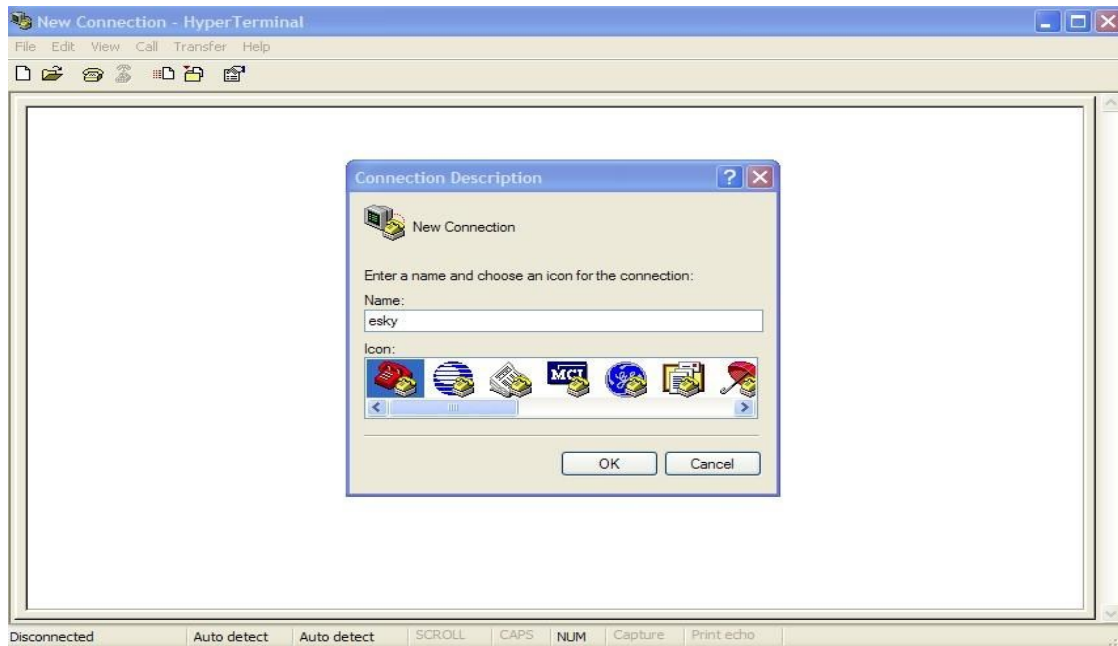 New Connection - HyperTerminal
File Edit View Call Transfer Help
Connection Description
New Connection
Enter a name and choose an icon for the connection:
Name:
esky
Icon:
MCI
OK Cancel
Disconnected Auto detect Auto detect SCROLL CAPS NUM Capture Print echo